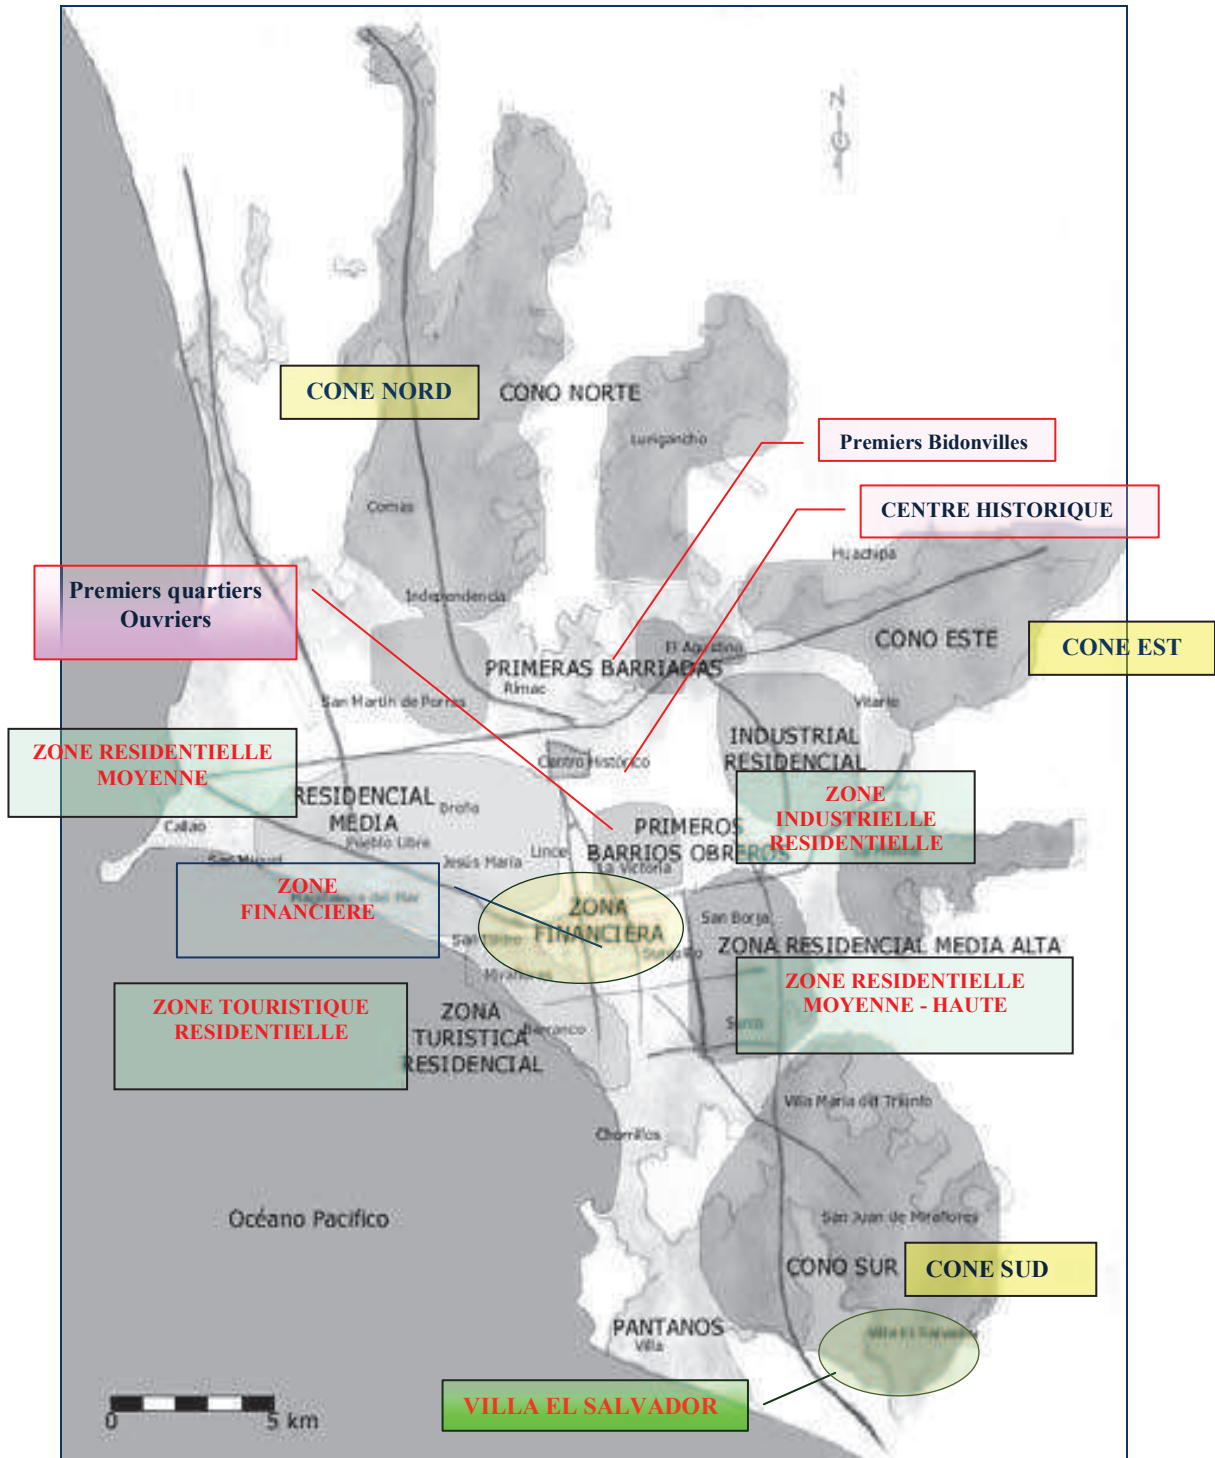 N
CONE NORD
CONO NORTE
Lurigancho
Premiers Bidonvilles
CENTRE HISTORIQUE
Comas
Huachipa
Premiers quartiers
Ouvriers
Independencia
CONO ESTE
CONE EST
El Agustino
PRIMERAS BARRIADAS
Rimac
San Martin de Porres
Vitarte
ZONE RESIDENTIELLE
MOYENNE
INDUSTRIAL
RESIDENCIAL
Centro Histórico
ZONE
INDUSTRIELLE
RESIDENTIELLE
RESIDENCIAL
MEDIA
Breña
Callao
Pueblo Libre
PRIMEROS
BARRIOS OBREROS
Lince
Jesús María
La Victoria
San Miguel
ZONE
FINANCIERE
Magdalena del Mar
ZONA
FINANCIERA
San Borja
ZONA RESIDENCIAL MEDIA ALTA
Surquillo
Miraflores
ZONE RESIDENTIELLE
MOYENNE - HAUTE
ZONE TOURISTIQUE
RESIDENTIELLE
ZONA
TURISTICA
RESIDENCIAL
Barranco
Surco
Villa Maria del Triunfo
Chorrillos
San Juan de Miraflores
Océano Pacifico
CONO SUR
CONE SUD
PANTANOS
Villa
Villa El Salvador
VILLA EL SALVADOR
0
5 km